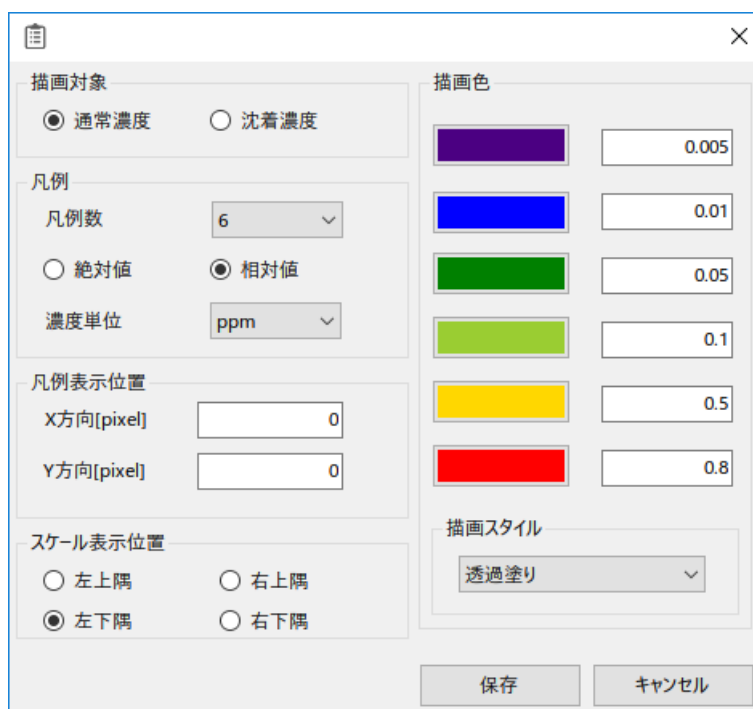 描画対象
通常濃度 沈着濃度
凡例
凡例数 6
絶対値 相対値
濃度単位 ppm
凡例表示位置
X方向[pixel] 0
Y方向[pixel] 0
スケール表示位置
左上隅 右上隅
左下隅 右下隅
描画色
0.005
0.01
0.05
0.1
0.5
0.8
描画スタイル
透過塗り
保存 キャンセル